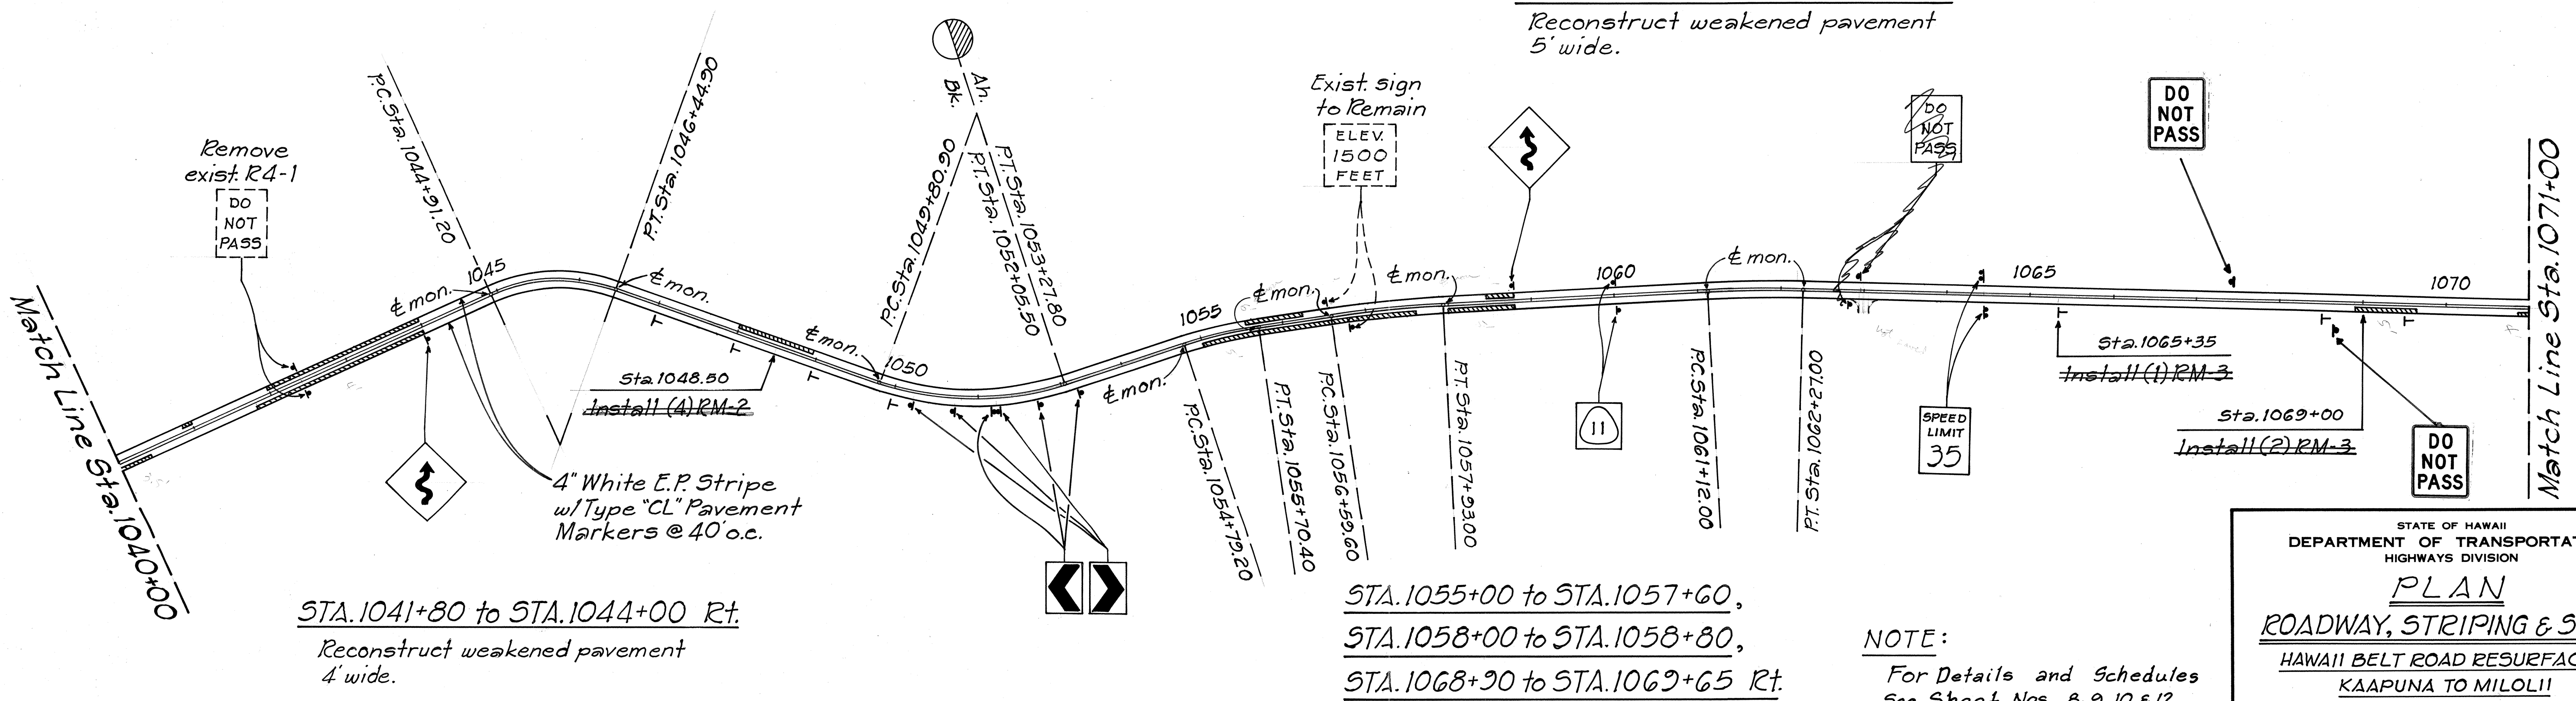 Reconstruct weakened pavement
5' wide.
Remove
exist. R4-1
DO
NOT
PASS
P.C. Sta. 1044+91.20
P.T. Sta. 1046+44.90
Ah.
Bk.
P.C. Sta. 1049+80.90
P.T. Sta. 1052+05.50
P.T. Sta. 1053+27.80
Exist. sign
to Remain
ELEV.
1500
FEET
DO
NOT
PASS
DO
NOT
PASS
Match Line Sta. 1071+00
Match Line Sta. 1040+00
℄ mon.
1045
℄ mon.
℄ mon.
1050
℄ mon.
1055
℄ mon.
℄ mon.
1060
℄ mon.
1065
1070
Sta. 1048.50
Install (4) RM-2
4" White E.P. Stripe
w/ Type "CL" Pavement
Markers @ 40' o.c.
P.C. Sta. 1054+79.20
P.T. Sta. 1055+70.40
P.C. Sta. 1056+59.60
P.T. Sta. 1057+93.00
11
P.C. Sta. 1061+12.00
P.T. Sta. 1062+27.00
SPEED
LIMIT
35
Sta. 1065+35
Install (1) RM-3
Sta. 1069+00
Install (2) RM-3
DO
NOT
PASS
STA. 1041+80 to STA. 1044+00 Rt.
Reconstruct weakened pavement
4' wide.
STA. 1055+00 to STA. 1057+60,
STA. 1058+00 to STA. 1058+80,
STA. 1068+90 to STA. 1069+65 Rt.
NOTE:
For Details and Schedules
See Sheet Nos. 8, 9, 10 & 12
STATE OF HAWAII
DEPARTMENT OF TRANSPORTAT
HIGHWAYS DIVISION
PLAN
ROADWAY, STRIPING & S
HAWAII BELT ROAD RESURFAC
KAAPUNA TO MILOLII